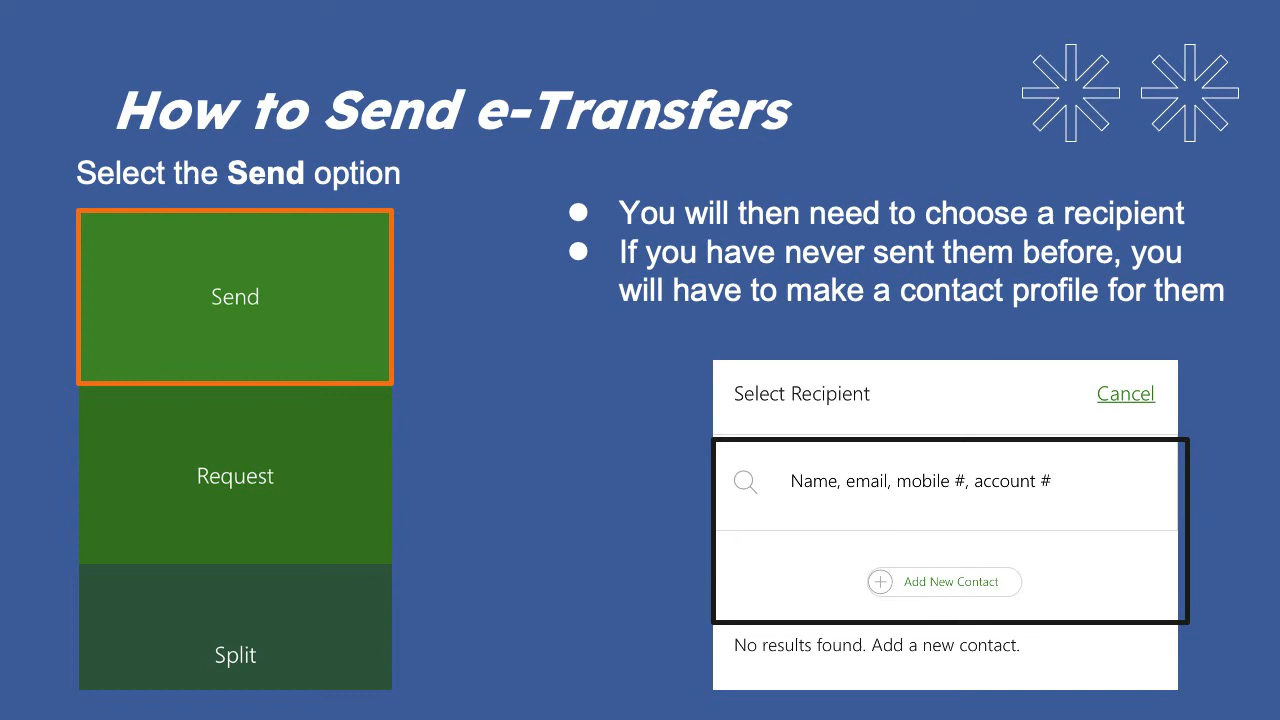 How to Send e-Transfers
Select the Send option
Send
Request
Split
● You will then need to choose a recipient
● If you have never sent them before, you
will have to make a contact profile for them
Select Recipient Cancel
Name, email, mobile #, account #
Add New Contact
No results found. Add a new contact.